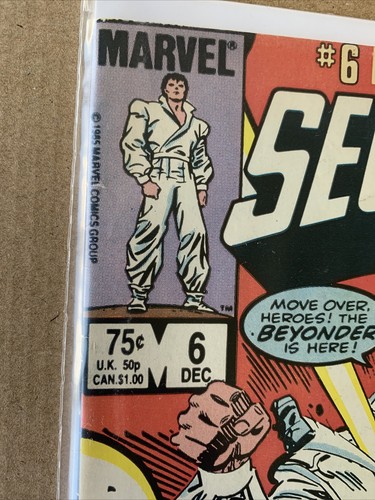 MARVEL®
#6
SEC
© 1985 MARVEL COMICS GROUP
TM
MOVE OVER,
HEROES! THE
BEYONDER
IS HERE!
75¢
U.K. 50p
CAN. $1.00
M
6
DEC